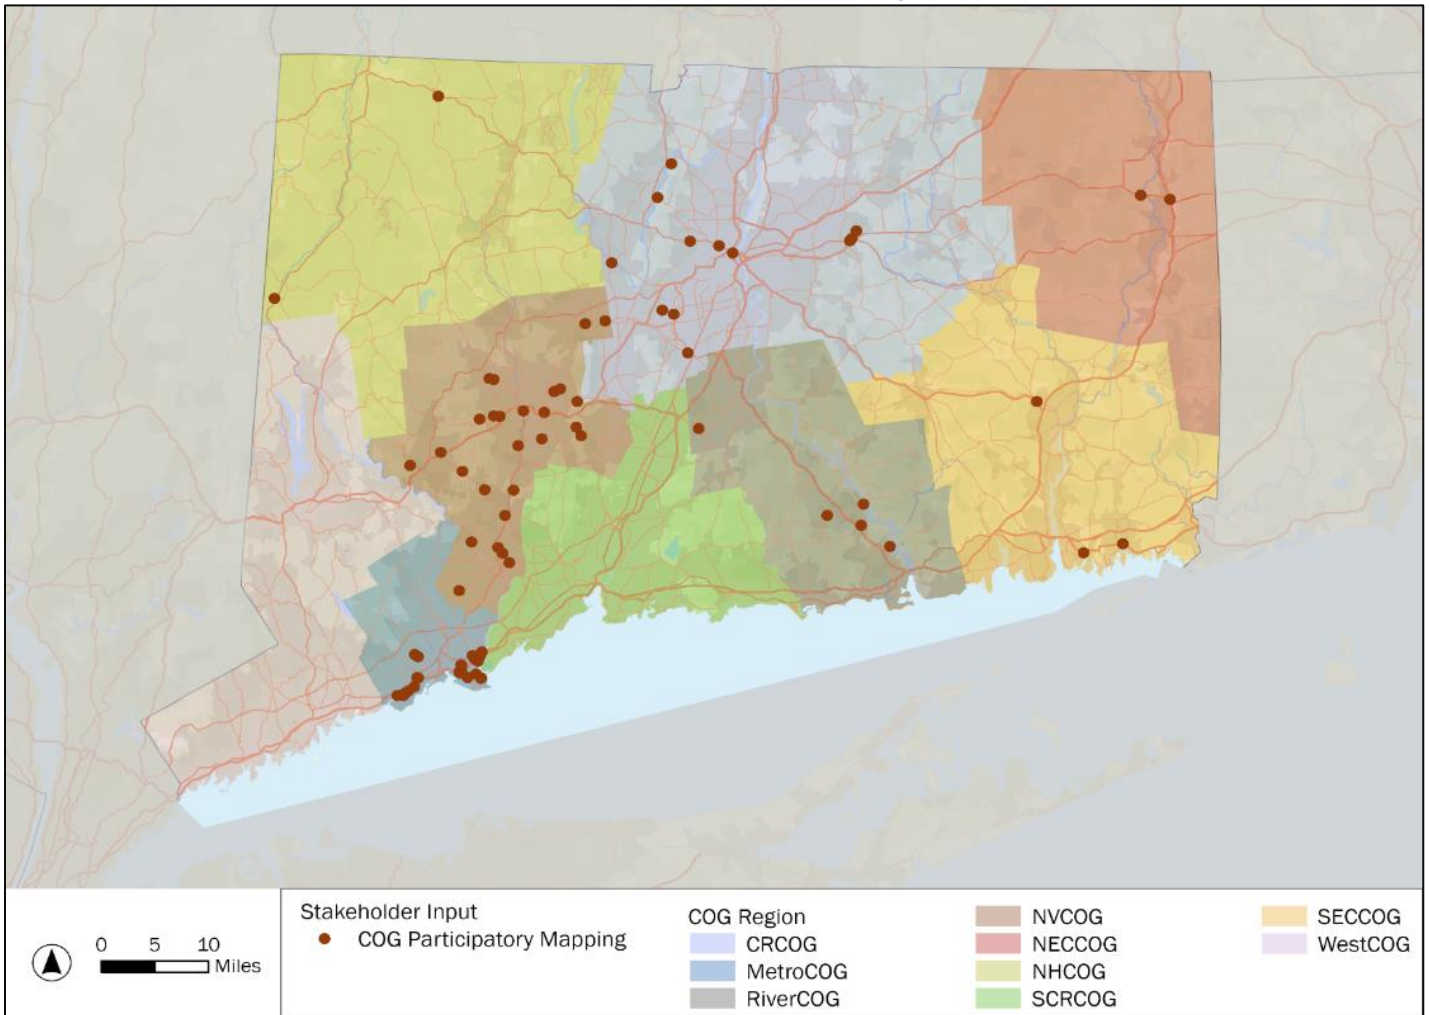 0 5 10
Miles
Stakeholder Input
COG Participatory Mapping
COG Region
CRCOG
MetroCOG
RiverCOG
NVCOG
NECCOG
NHCOG
SCRCOG
SECCOG
WestCOG